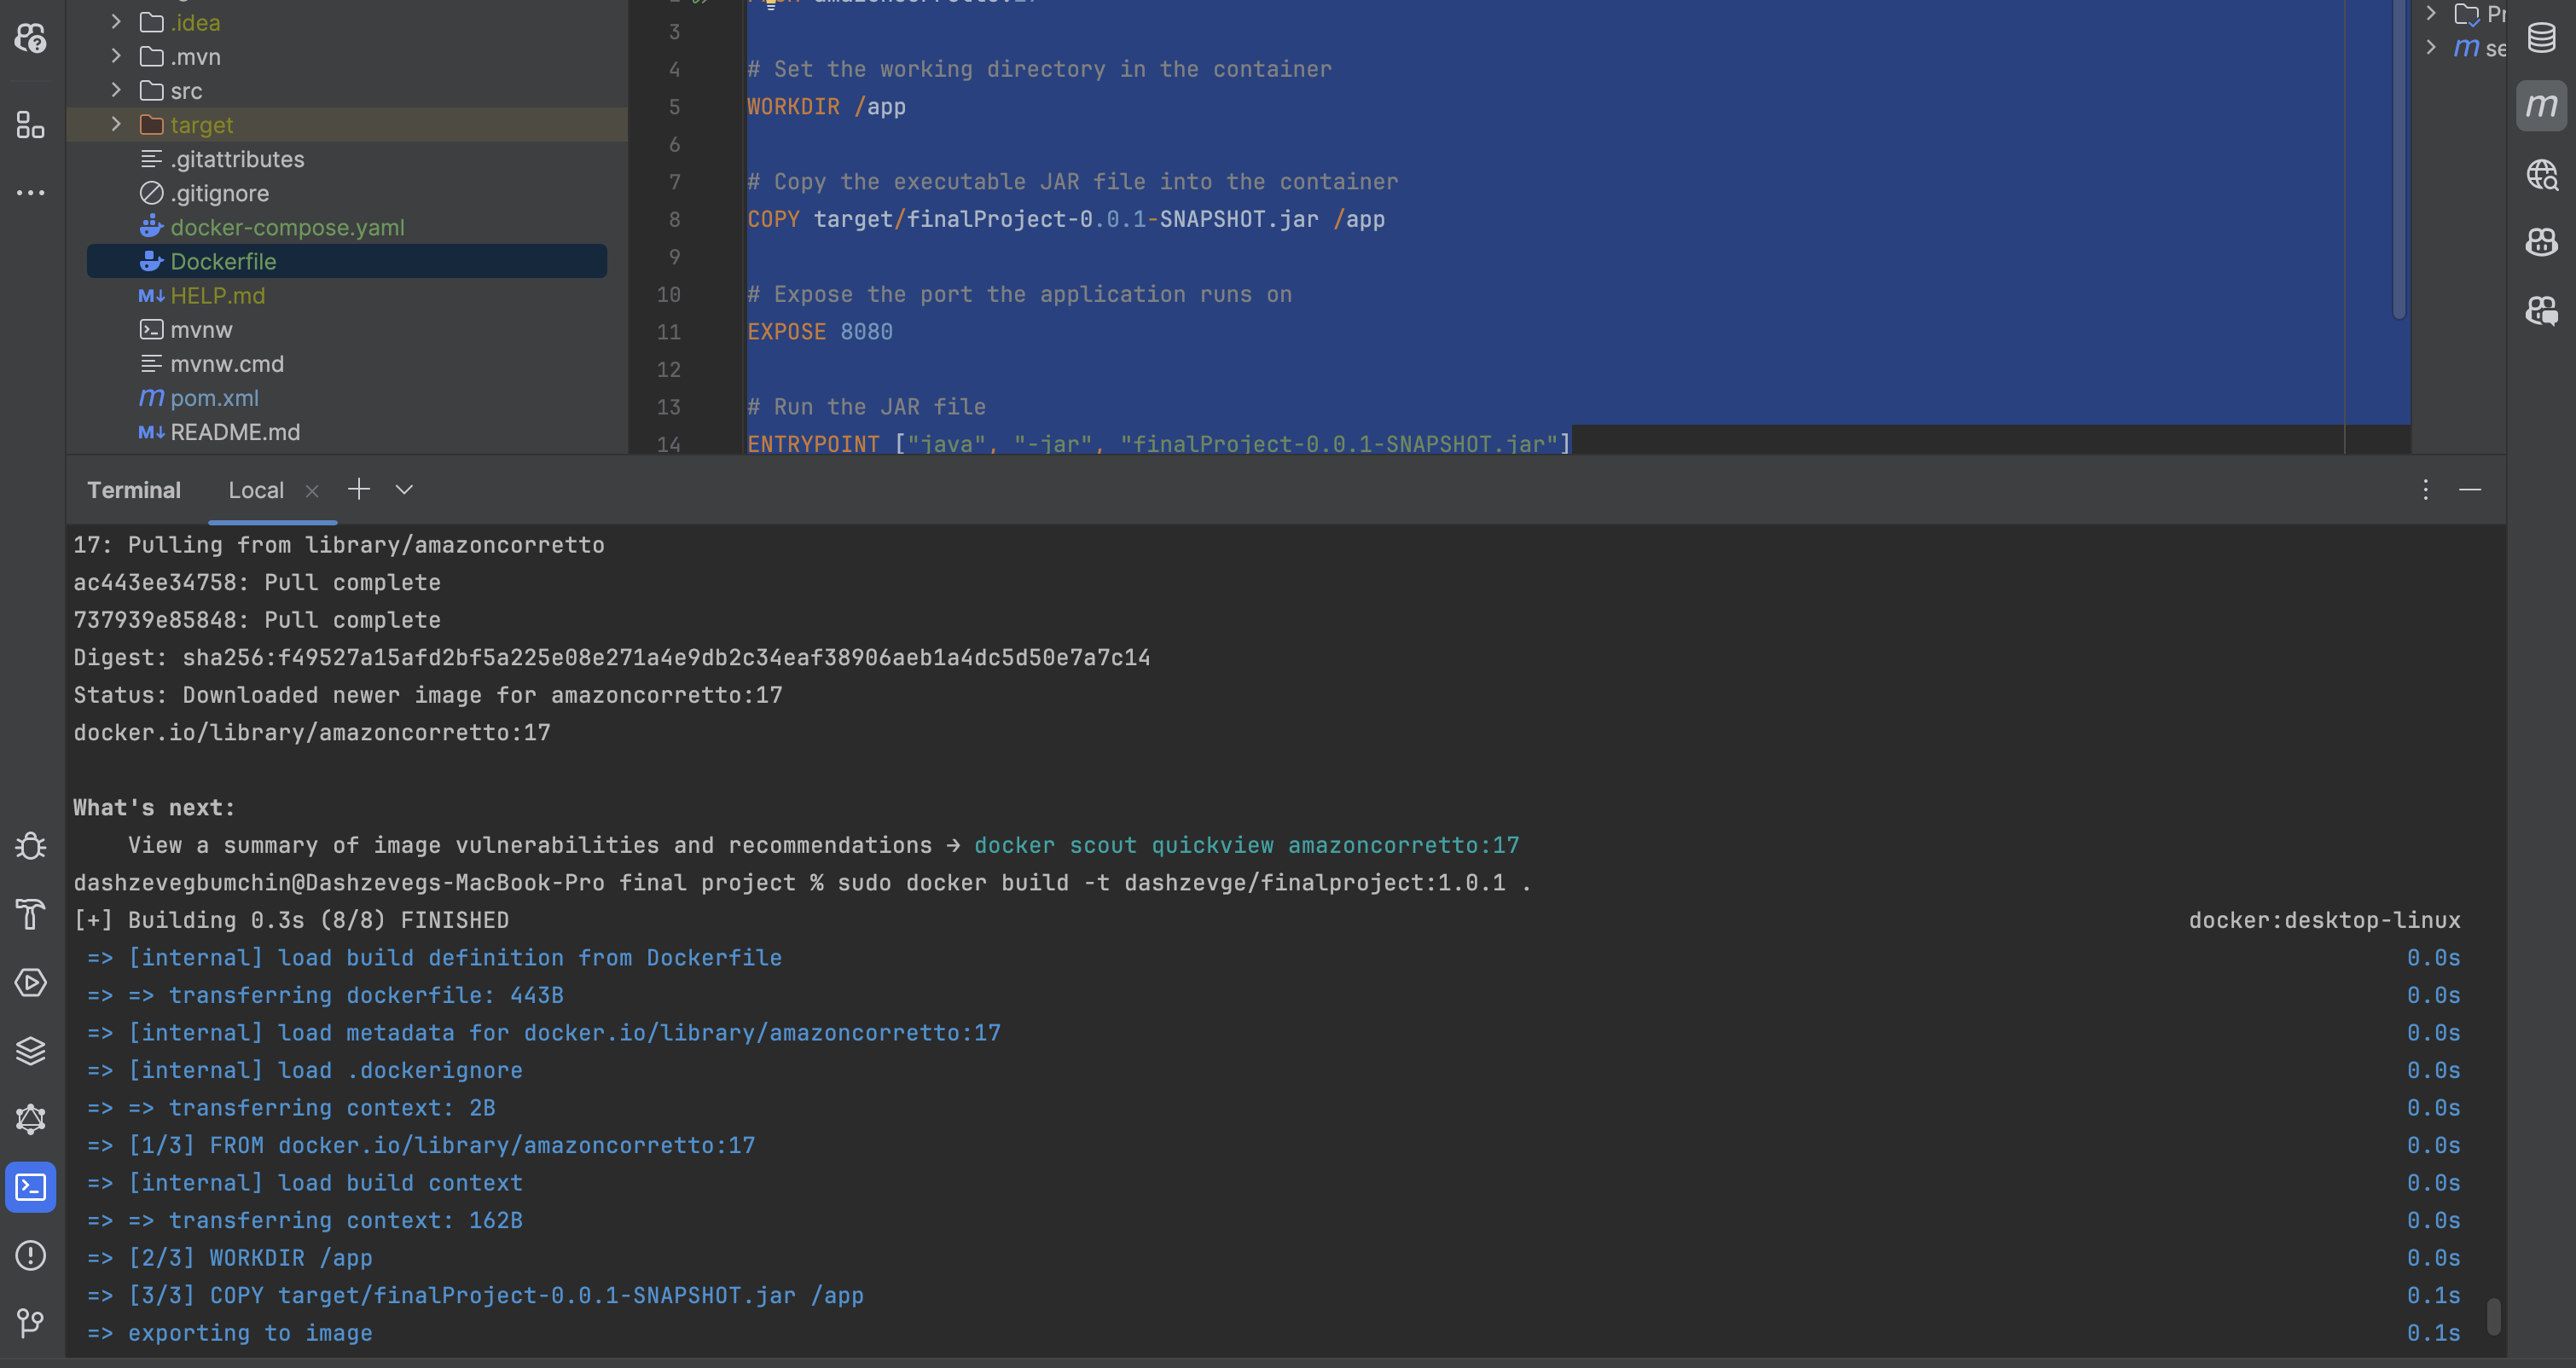 .idea
.mvn
src
target
.gitattributes
.gitignore
docker-compose.yaml
Dockerfile
M↓ HELP.md
mvnw
mvnw.cmd
m pom.xml
M↓ README.md
3
4 # Set the working directory in the container
5 WORKDIR /app
6
7 # Copy the executable JAR file into the container
8 COPY target/finalProject-0.0.1-SNAPSHOT.jar /app
9
10 # Expose the port the application runs on
11 EXPOSE 8080
12
13 # Run the JAR file
14 ENTRYPOINT ["java", "-jar", "finalProject-0.0.1-SNAPSHOT.jar"]
Pr
m se
m
Terminal Local
17: Pulling from library/amazoncorretto
ac443ee34758: Pull complete
737939e85848: Pull complete
Digest: sha256:f49527a15afd2bf5a225e08e271a4e9db2c34eaf38906aeb1a4dc5d50e7a7c14
Status: Downloaded newer image for amazoncorretto:17
docker.io/library/amazoncorretto:17
What's next:
View a summary of image vulnerabilities and recommendations → docker scout quickview amazoncorretto:17
dashzevegbumchin@Dashzevegs-MacBook-Pro final project % sudo docker build -t dashzevge/finalproject:1.0.1 .
[+] Building 0.3s (8/8) FINISHED docker:desktop-linux
=> [internal] load build definition from Dockerfile 0.0s
=> => transferring dockerfile: 443B 0.0s
=> [internal] load metadata for docker.io/library/amazoncorretto:17 0.0s
=> [internal] load .dockerignore 0.0s
=> => transferring context: 2B 0.0s
=> [1/3] FROM docker.io/library/amazoncorretto:17 0.0s
=> [internal] load build context 0.0s
=> => transferring context: 162B 0.0s
=> [2/3] WORKDIR /app 0.0s
=> [3/3] COPY target/finalProject-0.0.1-SNAPSHOT.jar /app 0.1s
=> exporting to image 0.1s